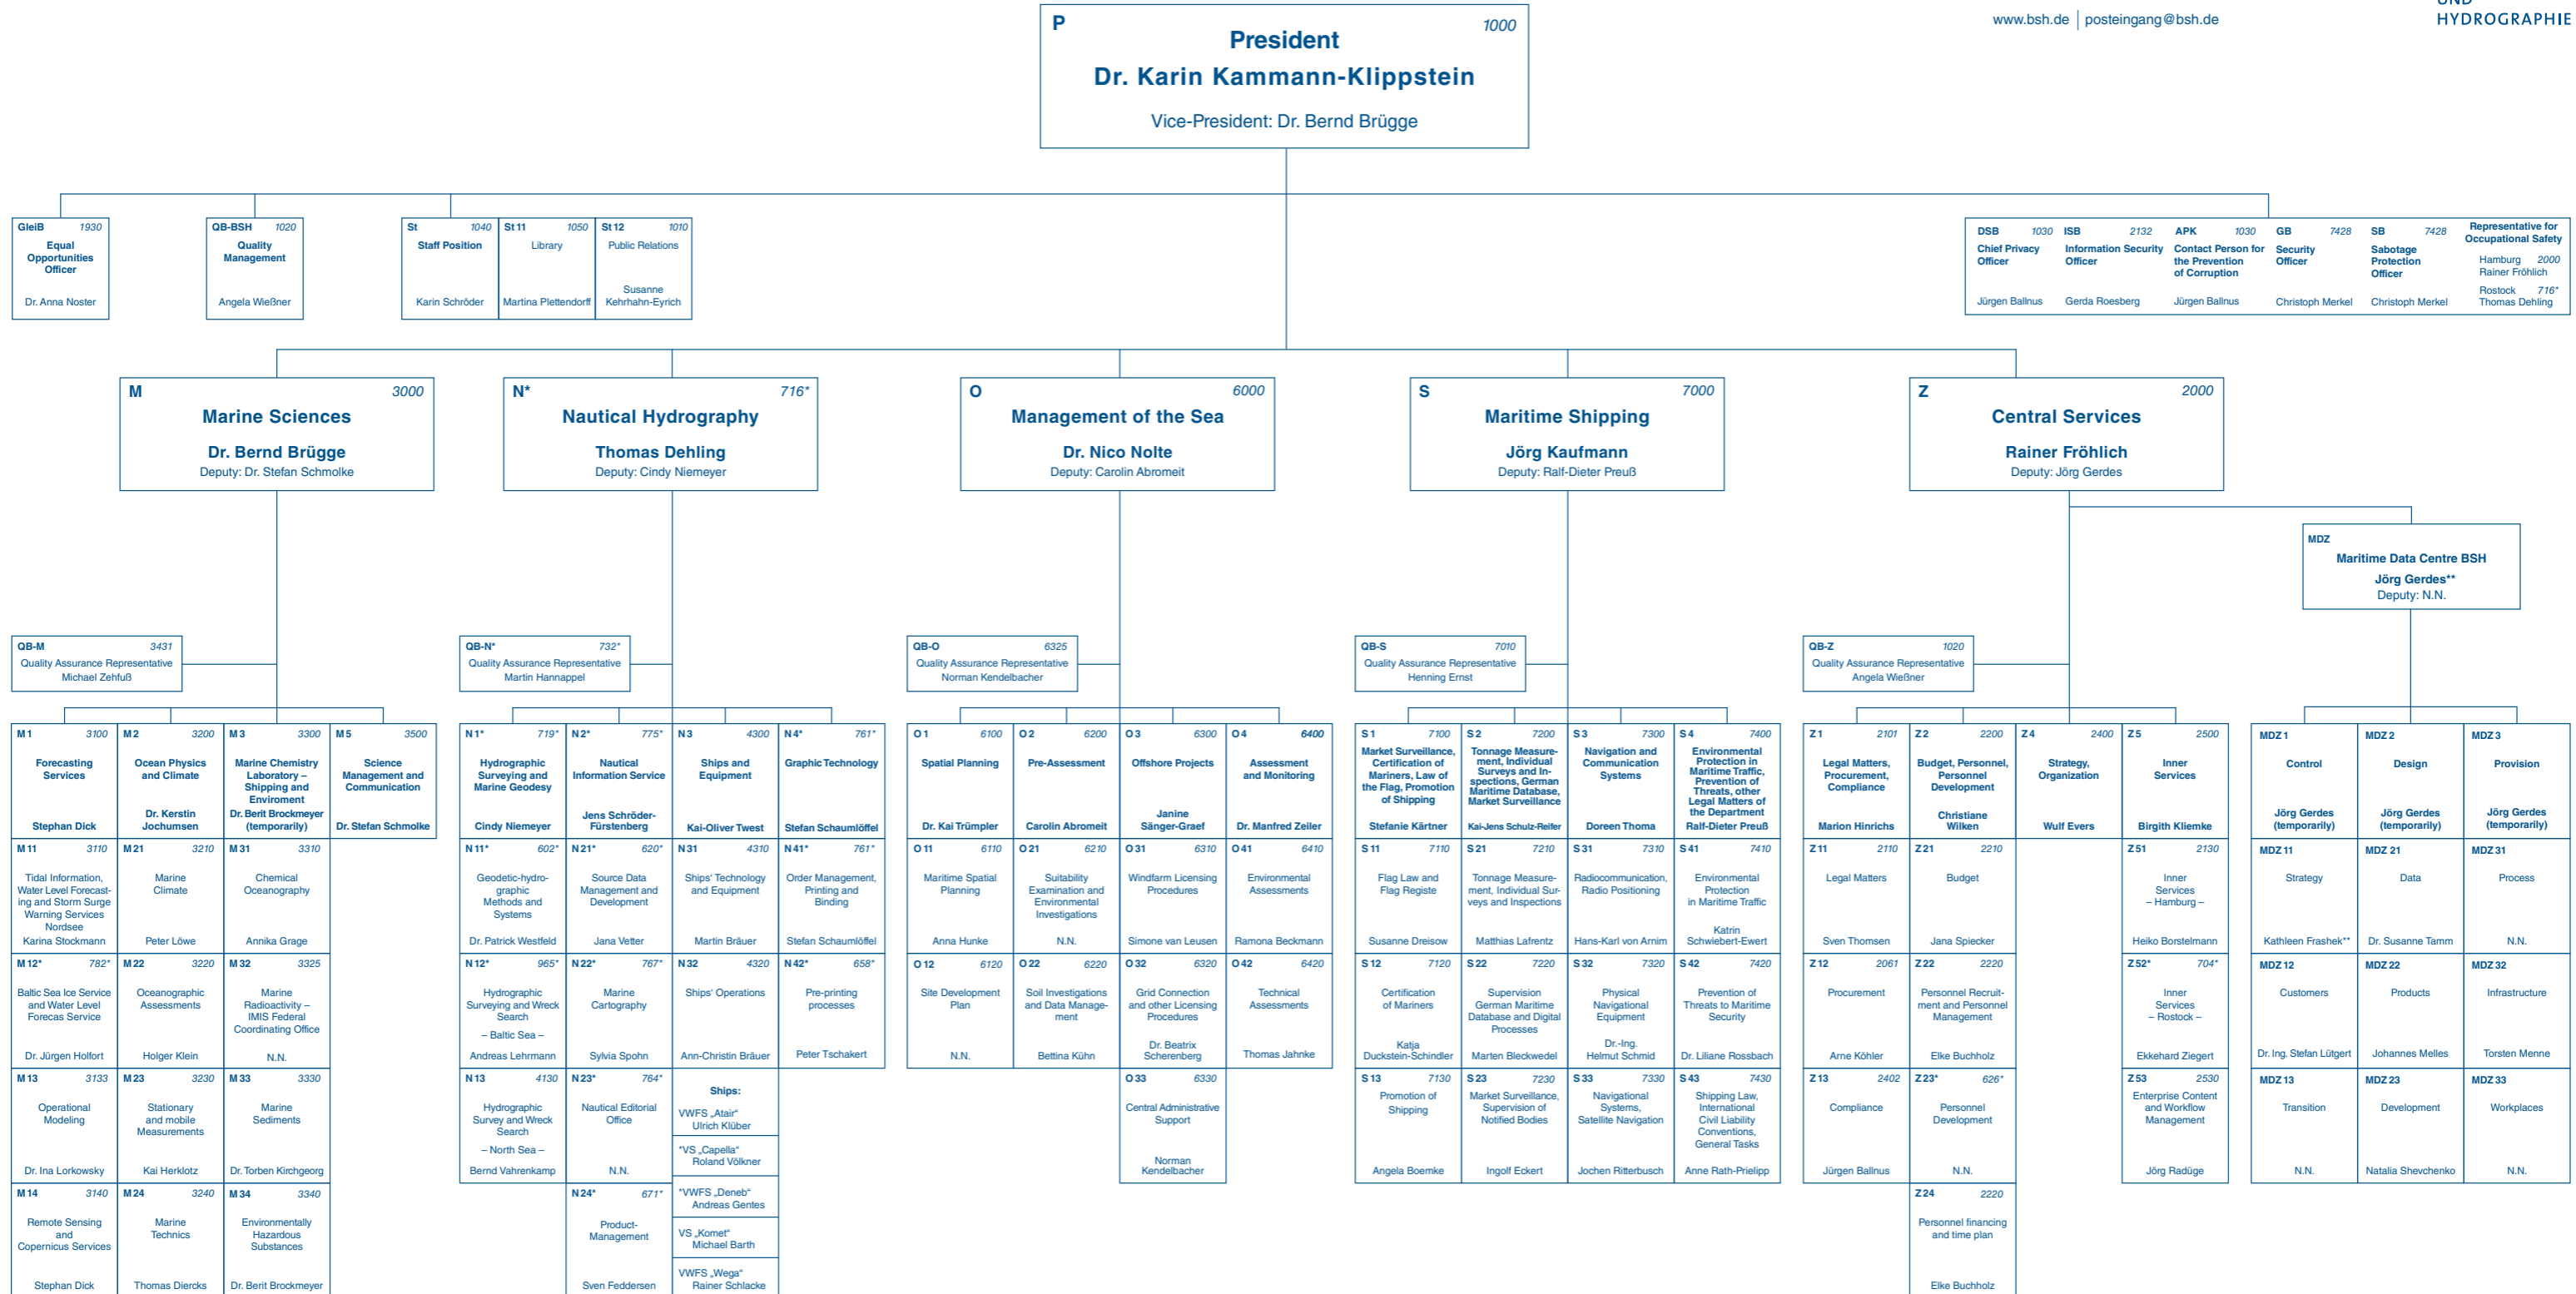 UND
HYDROGRAPHIE
www.bsh.de | posteingang@bsh.de
P 1000
President
Dr. Karin Kammann-Klippstein
Vice-President: Dr. Bernd Brügge
GleiB 1930
Equal
Opportunities
Officer
Dr. Anna Noster
QB-BSH 1020
Quality
Management
Angela Wießner
St 1040
Staff Position
Karin Schröder
St 11 1050
Library
Martina Plettendorff
St 12 1010
Public Relations
Susanne
Kehrhahn-Eyrich
DSB 1030
Chief Privacy
Officer
Jürgen Ballnus
ISB 2132
Information Security
Officer
Gerda Roesberg
APK 1030
Contact Person for
the Prevention
of Corruption
Jürgen Ballnus
GB 7428
Security
Officer
Christoph Merkel
SB 7428
Sabotage
Protection
Officer
Christoph Merkel
Representative for
Occupational Safety
Hamburg 2000
Rainer Fröhlich
Rostock 716*
Thomas Dehling
M 3000
Marine Sciences
Dr. Bernd Brügge
Deputy: Dr. Stefan Schmolke
N* 716*
Nautical Hydrography
Thomas Dehling
Deputy: Cindy Niemeyer
O 6000
Management of the Sea
Dr. Nico Nolte
Deputy: Carolin Abromeit
S 7000
Maritime Shipping
Jörg Kaufmann
Deputy: Ralf-Dieter Preuß
Z 2000
Central Services
Rainer Fröhlich
Deputy: Jörg Gerdes
MDZ
Maritime Data Centre BSH
Jörg Gerdes**
Deputy: N.N.
QB-M 3431
Quality Assurance Representative
Michael Zehfuß
QB-N* 732*
Quality Assurance Representative
Martin Hannappel
QB-O 6325
Quality Assurance Representative
Norman Kendelbacher
QB-S 7010
Quality Assurance Representative
Henning Ernst
QB-Z 1020
Quality Assurance Representative
Angela Wießner
M 1 3100
Forecasting
Services
Stephan Dick
M 2 3200
Ocean Physics
and Climate
Dr. Kerstin
Jochumsen
M 3 3300
Marine Chemistry
Laboratory –
Shipping and
Enviroment
Dr. Berit Brockmeyer
(temporarily)
M 5 3500
Science
Management and
Communication
Dr. Stefan Schmolke
N 1* 719*
Hydrographic
Surveying and
Marine Geodesy
Cindy Niemeyer
N 2* 775*
Nautical
Information Service
Jens Schröder-
Fürstenberg
N 3 4300
Ships and
Equipment
Kai-Oliver Twest
N 4* 761*
Graphic Technology
Stefan Schaumlöffel
O 1 6100
Spatial Planning
Dr. Kai Trümpler
O 2 6200
Pre-Assessment
Carolin Abromeit
O 3 6300
Offshore Projects
Janine
Sänger-Graef
O 4 6400
Assessment
and Monitoring
Dr. Manfred Zeiler
S 1 7100
Market Surveillance,
Certification of
Mariners, Law of
the Flag, Promotion
of Shipping
Stefanie Kärtner
S 2 7200
Tonnage Measure-
ment, Individual
Surveys and In-
spections, German
Maritime Database,
Market Surveillance
Kai-Jens Schulz-Reifer
S 3 7300
Navigation and
Communication
Systems
Doreen Thoma
S 4 7400
Environmental
Protection in
Maritime Traffic,
Prevention of
Threats, other
Legal Matters of
the Department
Ralf-Dieter Preuß
Z 1 2101
Legal Matters,
Procurement,
Compliance
Marion Hinrichs
Z 2 2200
Budget, Personnel,
Personnel
Development
Christiane
Wilken
Z 4 2400
Strategy,
Organization
Wulf Evers
Z 5 2500
Inner
Services
Birgith Kliemke
MDZ 1
Control
Jörg Gerdes
(temporarily)
MDZ 2
Design
Jörg Gerdes
(temporarily)
MDZ 3
Provision
Jörg Gerdes
(temporarily)
M 11 3110
Tidal Information,
Water Level Forecast-
ing and Storm Surge
Warning Services
Nordsee
Karina Stockmann
M 21 3210
Marine
Climate
Peter Löwe
M 31 3310
Chemical
Oceanography
Annika Grage
N 11* 602*
Geodetic-hydro-
graphic
Methods and
Systems
Dr. Patrick Westfeld
N 21* 620*
Source Data
Management and
Development
Jana Vetter
N 31 4310
Ships' Technology
and Equipment
Martin Bräuer
N 41* 761*
Order Management,
Printing and
Binding
Stefan Schaumlöffel
O 11 6110
Maritime Spatial
Planning
Anna Hunke
O 21 6210
Suitability
Examination and
Environmental
Investigations
N.N.
O 31 6310
Windfarm Licensing
Procedures
Simone van Leusen
O 41 6410
Environmental
Assessments
Ramona Beckmann
S 11 7110
Flag Law and
Flag Registe
Susanne Dreisow
S 21 7210
Tonnage Measure-
ment, Individual Sur-
veys and Inspections
Matthias Lafrentz
S 31 7310
Radiocommunication,
Radio Positioning
Hans-Karl von Arnim
S 41 7410
Environmental
Protection
in Maritime Traffic
Katrin
Schwiebert-Ewert
Z 11 2110
Legal Matters
Sven Thomsen
Z 21 2210
Budget
Jana Spiecker
Z 51 2130
Inner
Services
– Hamburg –
Heiko Borstelmann
MDZ 11
Strategy
Kathleen Frashek**
MDZ 21
Data
Dr. Susanne Tamm
MDZ 31
Process
N.N.
M 12* 782*
Baltic Sea Ice Service
and Water Level
Forecas Service
Dr. Jürgen Holfort
M 22 3220
Oceanographic
Assessments
Holger Klein
M 32 3325
Marine
Radioactivity –
IMIS Federal
Coordinating Office
N.N.
N 12* 965*
Hydrographic
Surveying and Wreck
Search
– Baltic Sea –
Andreas Lehrmann
N 22* 767*
Marine
Cartography
Sylvia Spohn
N 32 4320
Ships' Operations
Ann-Christin Bräuer
N 42* 658*
Pre-printing
processes
Peter Tschakert
O 12 6120
Site Development
Plan
N.N.
O 22 6220
Soil Investigations
and Data Manage-
ment
Bettina Kühn
O 32 6320
Grid Connection
and other Licensing
Procedures
Dr. Beatrix
Scherenberg
O 42 6420
Technical
Assessments
Thomas Jahnke
S 12 7120
Certification
of Mariners
Katja
Duckstein-Schindler
S 22 7220
Supervision
German Maritime
Database and Digital
Processes
Marten Bleckwedel
S 32 7320
Physical
Navigational
Equipment
Dr.-Ing.
Helmut Schmid
S 42 7420
Prevention of
Threats to Maritime
Security
Dr. Liliane Rossbach
Z 12 2061
Procurement
Arne Köhler
Z 22 2220
Personnel Recruit-
ment and Personnel
Management
Elke Buchholz
Z 52* 704*
Inner
Services
– Rostock –
Ekkehard Ziegert
MDZ 12
Customers
Dr. Ing. Stefan Lütgert
MDZ 22
Products
Johannes Melles
MDZ 32
Infrastructure
Torsten Menne
M 13 3133
Operational
Modeling
Dr. Ina Lorkowsky
M 23 3230
Stationary
and mobile
Measurements
Kai Herklotz
M 33 3330
Marine
Sediments
Dr. Torben Kirchgeorg
N 13 4130
Hydrographic
Survey and Wreck
Search
– North Sea –
Bernd Vahrenkamp
N 23* 764*
Nautical Editorial
Office
N.N.
Ships:
VWFS „Atair“
Ulrich Klüber
*VS „Capella“
Roland Völkner
*VWFS „Deneb“
Andreas Gentes
VS „Komet“
Michael Barth
VWFS „Wega“
Rainer Schlacke
O 33 6330
Central Administrative
Support
Norman
Kendelbacher
S 13 7130
Promotion of
Shipping
Angela Boemke
S 23 7230
Market Surveillance,
Supervision of
Notified Bodies
Ingolf Eckert
S 33 7330
Navigational
Systems,
Satellite Navigation
Jochen Ritterbusch
S 43 7430
Shipping Law,
International
Civil Liability
Conventions,
General Tasks
Anne Rath-Prielipp
Z 13 2402
Compliance
Jürgen Ballnus
Z 23* 626*
Personnel
Development
N.N.
Z 53 2530
Enterprise Content
and Workflow
Management
Jörg Radüge
MDZ 13
Transition
N.N.
MDZ 23
Development
Natalia Shevchenko
MDZ 33
Workplaces
N.N.
M 14 3140
Remote Sensing
and
Copernicus Services
Stephan Dick
M 24 3240
Marine
Technics
Thomas Diercks
M 34 3340
Environmentally
Hazardous
Substances
Dr. Berit Brockmeyer
N 24* 671*
Product-
Management
Sven Feddersen
Z 24 2220
Personnel financing
and time plan
Elke Buchholz